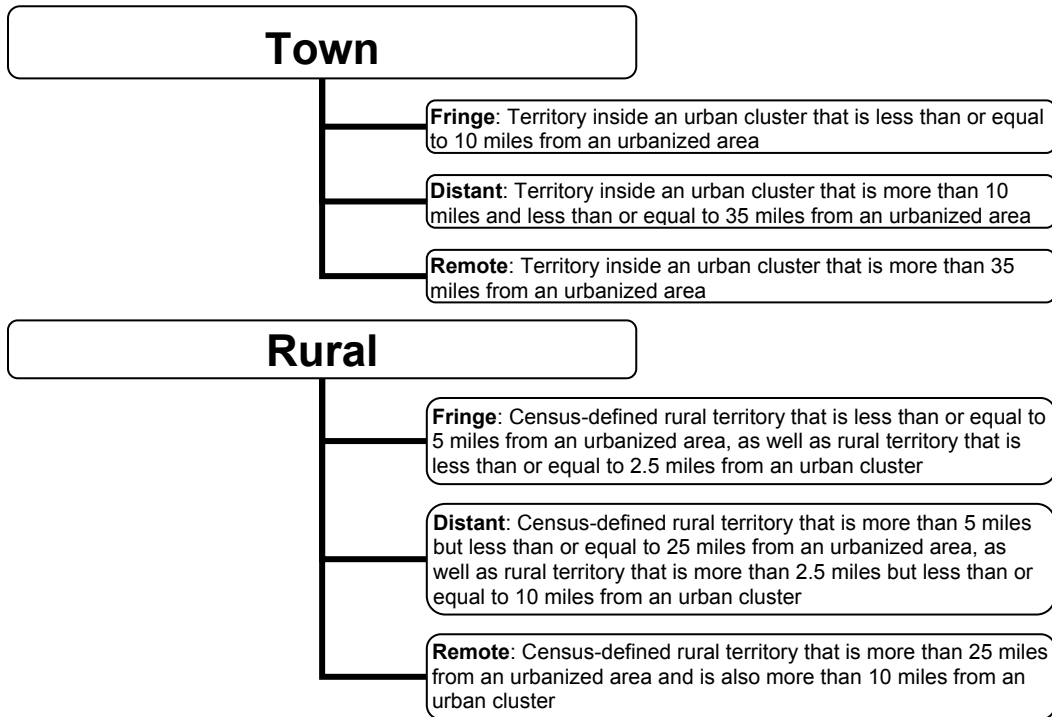 Town
Fringe: Territory inside an urban cluster that is less than or equal
to 10 miles from an urbanized area
Distant: Territory inside an urban cluster that is more than 10
miles and less than or equal to 35 miles from an urbanized area
Remote: Territory inside an urban cluster that is more than 35
miles from an urbanized area
Rural
Fringe: Census-defined rural territory that is less than or equal to
5 miles from an urbanized area, as well as rural territory that is
less than or equal to 2.5 miles from an urban cluster
Distant: Census-defined rural territory that is more than 5 miles
but less than or equal to 25 miles from an urbanized area, as
well as rural territory that is more than 2.5 miles but less than or
equal to 10 miles from an urban cluster
Remote: Census-defined rural territory that is more than 25 miles
from an urbanized area and is also more than 10 miles from an
urban cluster